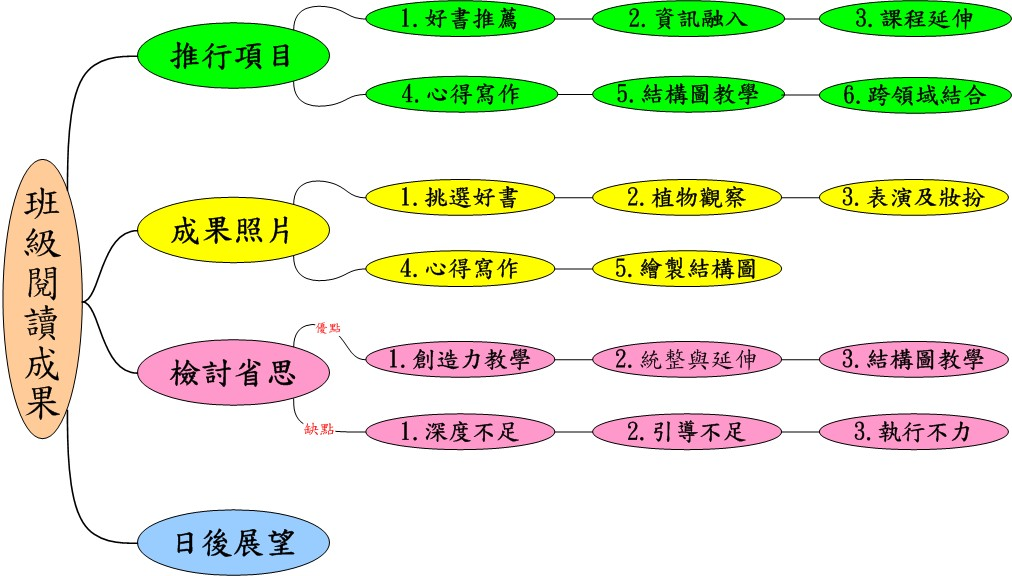 班級閱讀成果
推行項目
1.好書推薦
2.資訊融入
3.課程延伸
4.心得寫作
5.結構圖教學
6.跨領域結合
成果照片
1.挑選好書
2.植物觀察
3.表演及妝扮
4.心得寫作
5.繪製結構圖
檢討省思
優點
1.創造力教學
2.統整與延伸
3.結構圖教學
缺點
1.深度不足
2.引導不足
3.執行不力
日後展望